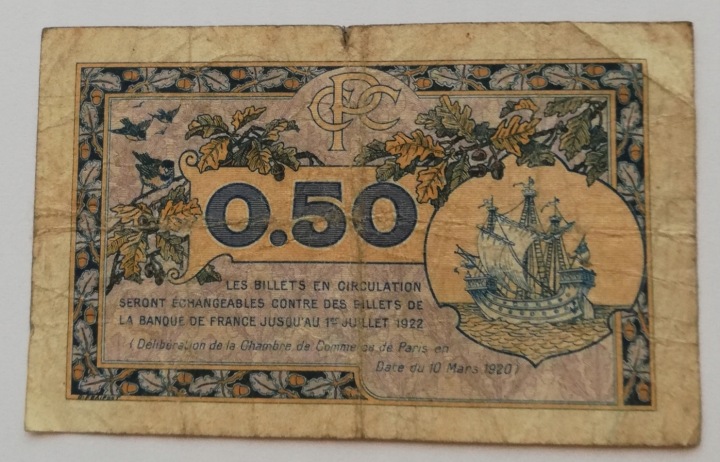 CPC
0.50
LES BILLETS EN CIRCULATION
SERONT ÉCHANGEABLES CONTRE DES BILLETS DE
LA BANQUE DE FRANCE JUSQU'AU 1ER JUILLET 1922
(Délibération de la Chambre de Commerce de Paris en
Date du 10 Mars 1920)